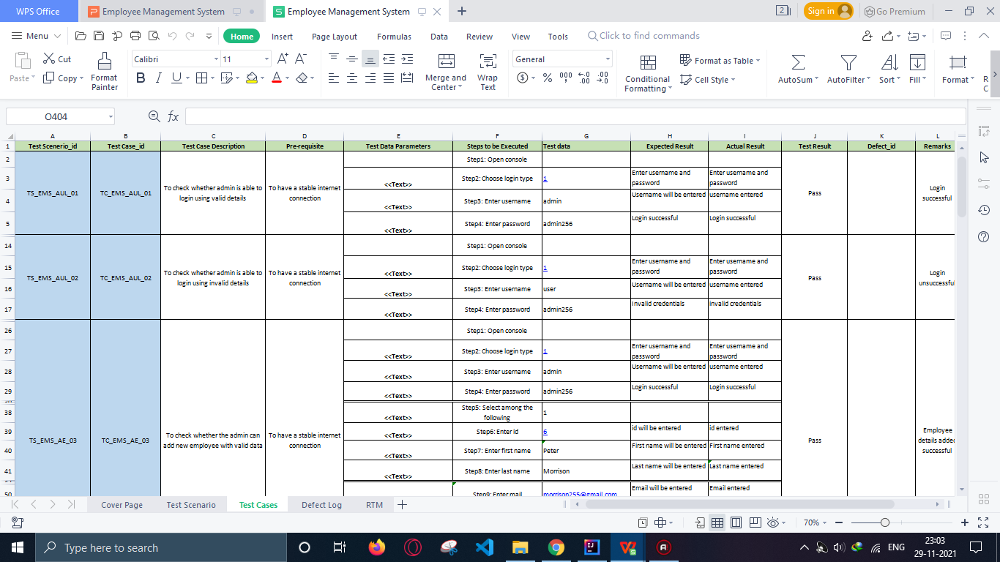 WPS Office
Employee Management System
Employee Management System
2
Sign in
Go Premium
Menu
Home
Insert
Page Layout
Formulas
Data
Review
View
Tools
Click to find commands
Paste
Cut
Copy
Format Painter
Calibri
11
Merge and Center
Wrap Text
General
Conditional Formatting
Format as Table
Cell Style
AutoSum
AutoFilter
Sort
Fill
Format
R
C
O404
fx
A B C D E F G H I J K L
1 Test Scenerio_id Test Case_id Test Case Description Pre-requisite Test Data Parameters Steps to be Executed Test data Expected Result Actual Result Test Result Defect_id Remarks
TS_EMS_AUL_01 TC_EMS_AUL_01 To check whether admin is able to login using valid details To have a stable internet connection Pass Login successful
2 Step1: Open console
3 <<Text>> Step2: Choose login type 1 Enter username and password Enter username and password
4 <<Text>> Step3: Enter username admin Username will be entered username entered
5 <<Text>> Step4: Enter password admin256 Login successful Login successful
TS_EMS_AUL_02 TC_EMS_AUL_02 To check whether admin is able to login using invalid details To have a stable internet connection Pass Login unsuccessful
14 Step1: Open console
15 <<Text>> Step2: Choose login type 1 Enter username and password Enter username and password
16 <<Text>> Step3: Enter username user Username will be entered username entered
17 <<Text>> Step4: Enter password admin256 Invalid credentials invalid credentials
TS_EMS_AE_03 TC_EMS_AE_03 To check whether the admin can add new employee with valid data To have a stable internet connection Pass Employee details added successful
26 Step1: Open console
27 <<Text>> Step2: Choose login type 1 Enter username and password Enter username and password
28 <<Text>> Step3: Enter username admin Username will be entered username entered
29 <<Text>> Step4: Enter password admin256 Login successful Login successful
38 <<Text>> Step5: Select among the following 1
39 <<Text>> Step6: Enter id 6 id will be entered id entered
40 <<Text>> Step7: Enter first name Peter First name will be entered First name entered
41 <<Text>> Step8: Enter last name Morrison Last name will be entered Last name entered
50 Step9: Enter mail morrison255@gmail.com Email will be entered Email entered
Cover Page
Test Scenario
Test Cases
Defect Log
RTM
70%
Type here to search
ENG
23:03
29-11-2021